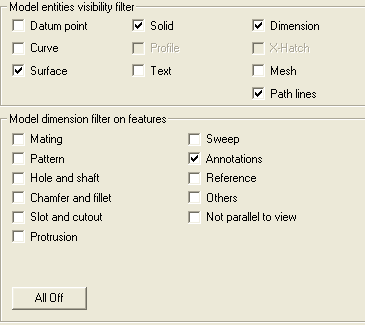 Model entities visibility filter
Datum point Solid Dimension
Curve Profile X-Hatch
Surface Text Mesh
Path lines
Model dimension filter on features
Mating Sweep
Pattern Annotations
Hole and shaft Reference
Chamfer and fillet Others
Slot and cutout Not parallel to view
Protrusion
All Off